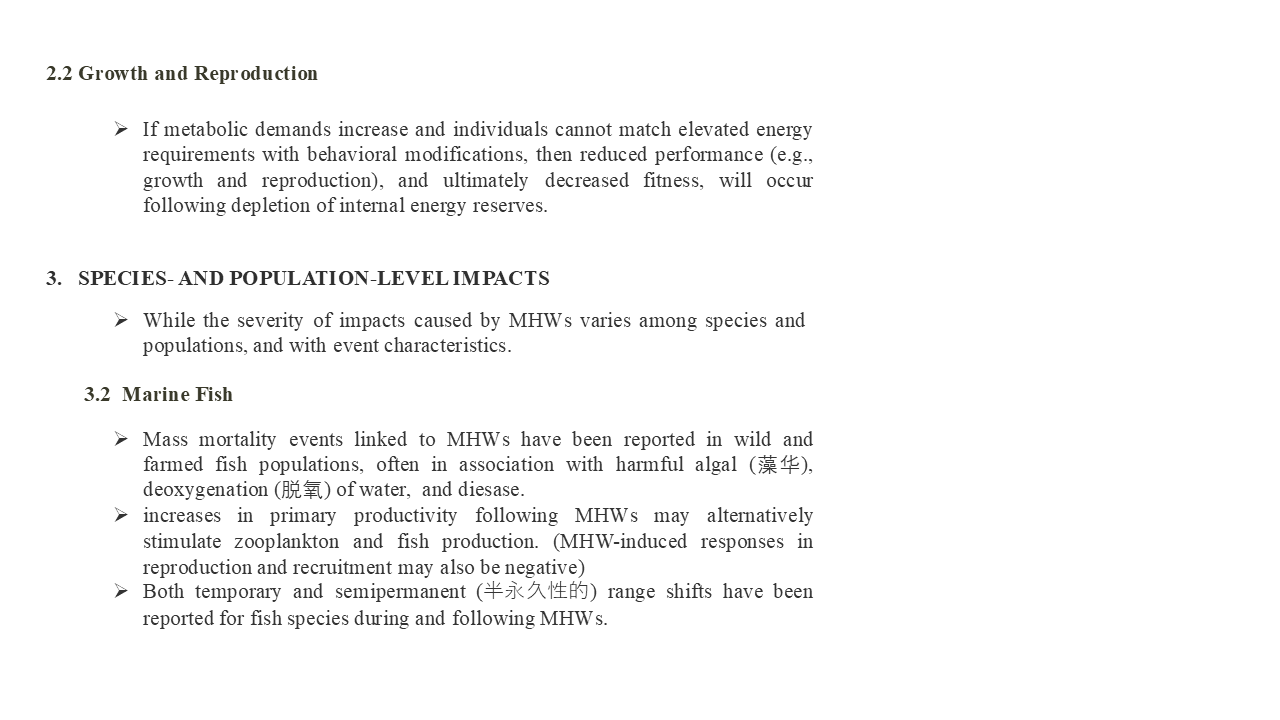 2.2 Growth and Reproduction
➢ If metabolic demands increase and individuals cannot match elevated energy
requirements with behavioral modifications, then reduced performance (e.g.,
growth and reproduction), and ultimately decreased fitness, will occur
following depletion of internal energy reserves.
3. SPECIES- AND POPULATION-LEVEL IMPACTS
➢ While the severity of impacts caused by MHWs varies among species and
populations, and with event characteristics.
3.2 Marine Fish
➢ Mass mortality events linked to MHWs have been reported in wild and
farmed fish populations, often in association with harmful algal (藻华),
deoxygenation (脱氧) of water, and diesase.
➢ increases in primary productivity following MHWs may alternatively
stimulate zooplankton and fish production. (MHW-induced responses in
reproduction and recruitment may also be negative)
➢ Both temporary and semipermanent (半永久性的) range shifts have been
reported for fish species during and following MHWs.